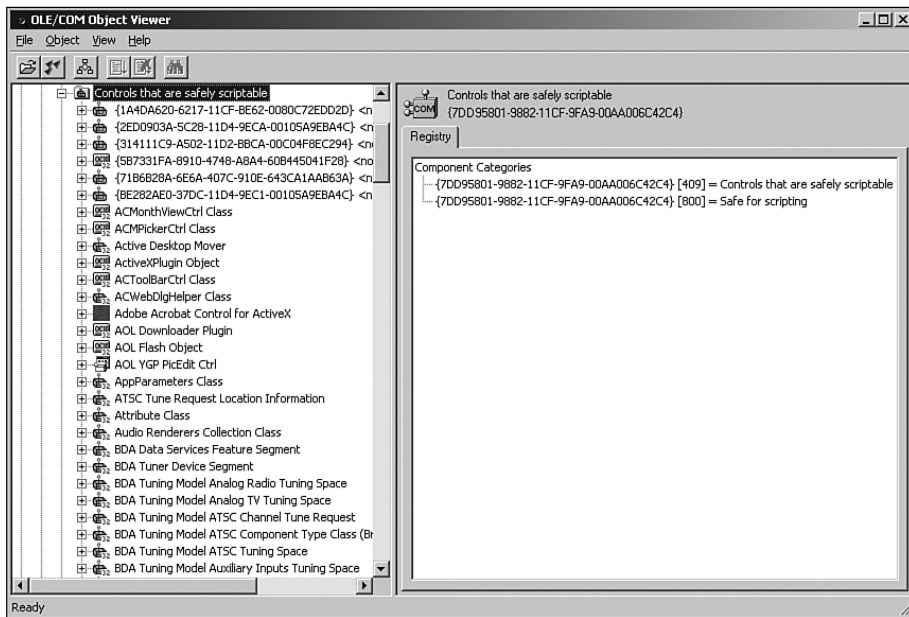 OLE/COM Object Viewer
File Object View Help
Controls that are safely scriptable
{1A4DA620-6217-11CF-BE62-0080C72EDD2D} <n
{2ED0903A-5C28-11D4-9ECA-00105A9EBA4C} <n
{314111C9-A502-11D2-BBCA-00C04F8EC294} <n
{5B7331FA-8910-4748-A8A4-60B445041F28} <no
{71B6B28A-6E6A-407C-910E-643CA1AAB63A} <n
{BE282AE0-37DC-11D4-9EC1-00105A9EBA4C} <n
ACMonthViewCtrl Class
ACMPickerCtrl Class
Active Desktop Mover
ActiveXPlugin Object
ACToolBarCtrl Class
ACWebDlgHelper Class
Adobe Acrobat Control for ActiveX
AOL Downloader Plugin
AOL Flash Object
AOL YGP PicEdit Ctrl
AppParameters Class
ATSC Tune Request Location Information
Attribute Class
Audio Renderers Collection Class
BDA Data Services Feature Segment
BDA Tuner Device Segment
BDA Tuning Model Analog Radio Tuning Space
BDA Tuning Model Analog TV Tuning Space
BDA Tuning Model ATSC Channel Tune Request
BDA Tuning Model ATSC Component Type Class (Br
BDA Tuning Model ATSC Tuning Space
BDA Tuning Model Auxiliary Inputs Tuning Space
COM
Controls that are safely scriptable
{7DD95801-9882-11CF-9FA9-00AA006C42C4}
Registry
Component Categories
{7DD95801-9882-11CF-9FA9-00AA006C42C4} [409] = Controls that are safely scriptable
{7DD95801-9882-11CF-9FA9-00AA006C42C4} [800] = Safe for scripting
Ready